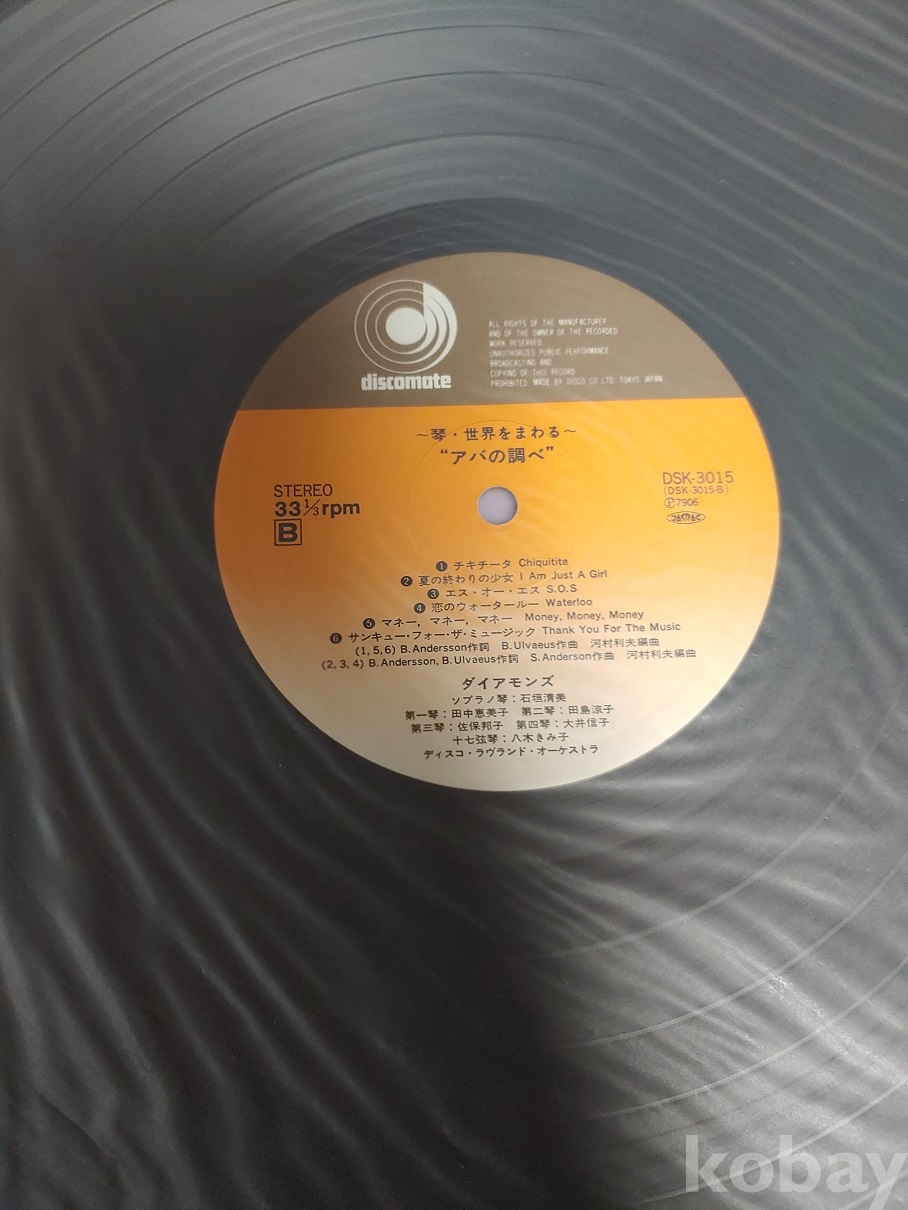 discomate
ALL RIGHTS OF THE MANUFACTURER
AND OF THE OWNER OF THE RECORDED
WORK RESERVED
UNAUTHORIZED PUBLIC PERFORMANCE
BROADCASTING AND
COPYING OF THIS RECORD
PROHIBITED MADE BY DISCO CO. LTD. TOKYO JAPAN
〜琴・世界をまわる〜
“アバの調べ”
STEREO
33 1/3 rpm
B
DSK-3015
(DSK-3015-B)
Ⓟ7906
JASRAC
❶ チキチータ Chiquitita
❷ 夏の終わりの少女 I Am Just A Girl
❸ エス・オー・エス S.O.S
❹ 恋のウォータールー Waterloo
❺ マネー, マネー, マネー Money, Money, Money
❻ サンキュー・フォー・ザ・ミュージック Thank You For The Music
(1,5,6) B.Andersson作詞 B.Ulvaeus作曲 河村利夫編曲
(2,3,4) B.Andersson, B.Ulvaeus作詞 S.Anderson作曲 河村利夫編曲
ダイアモンズ
ソプラノ琴：石垣清美
第一琴：田中恵美子 第二琴：田島涼子
第三琴：佐保邦子 第四琴：大井信子
十七弦琴：八木きみ子
ディスコ・ラヴランド・オーケストラ
kobay